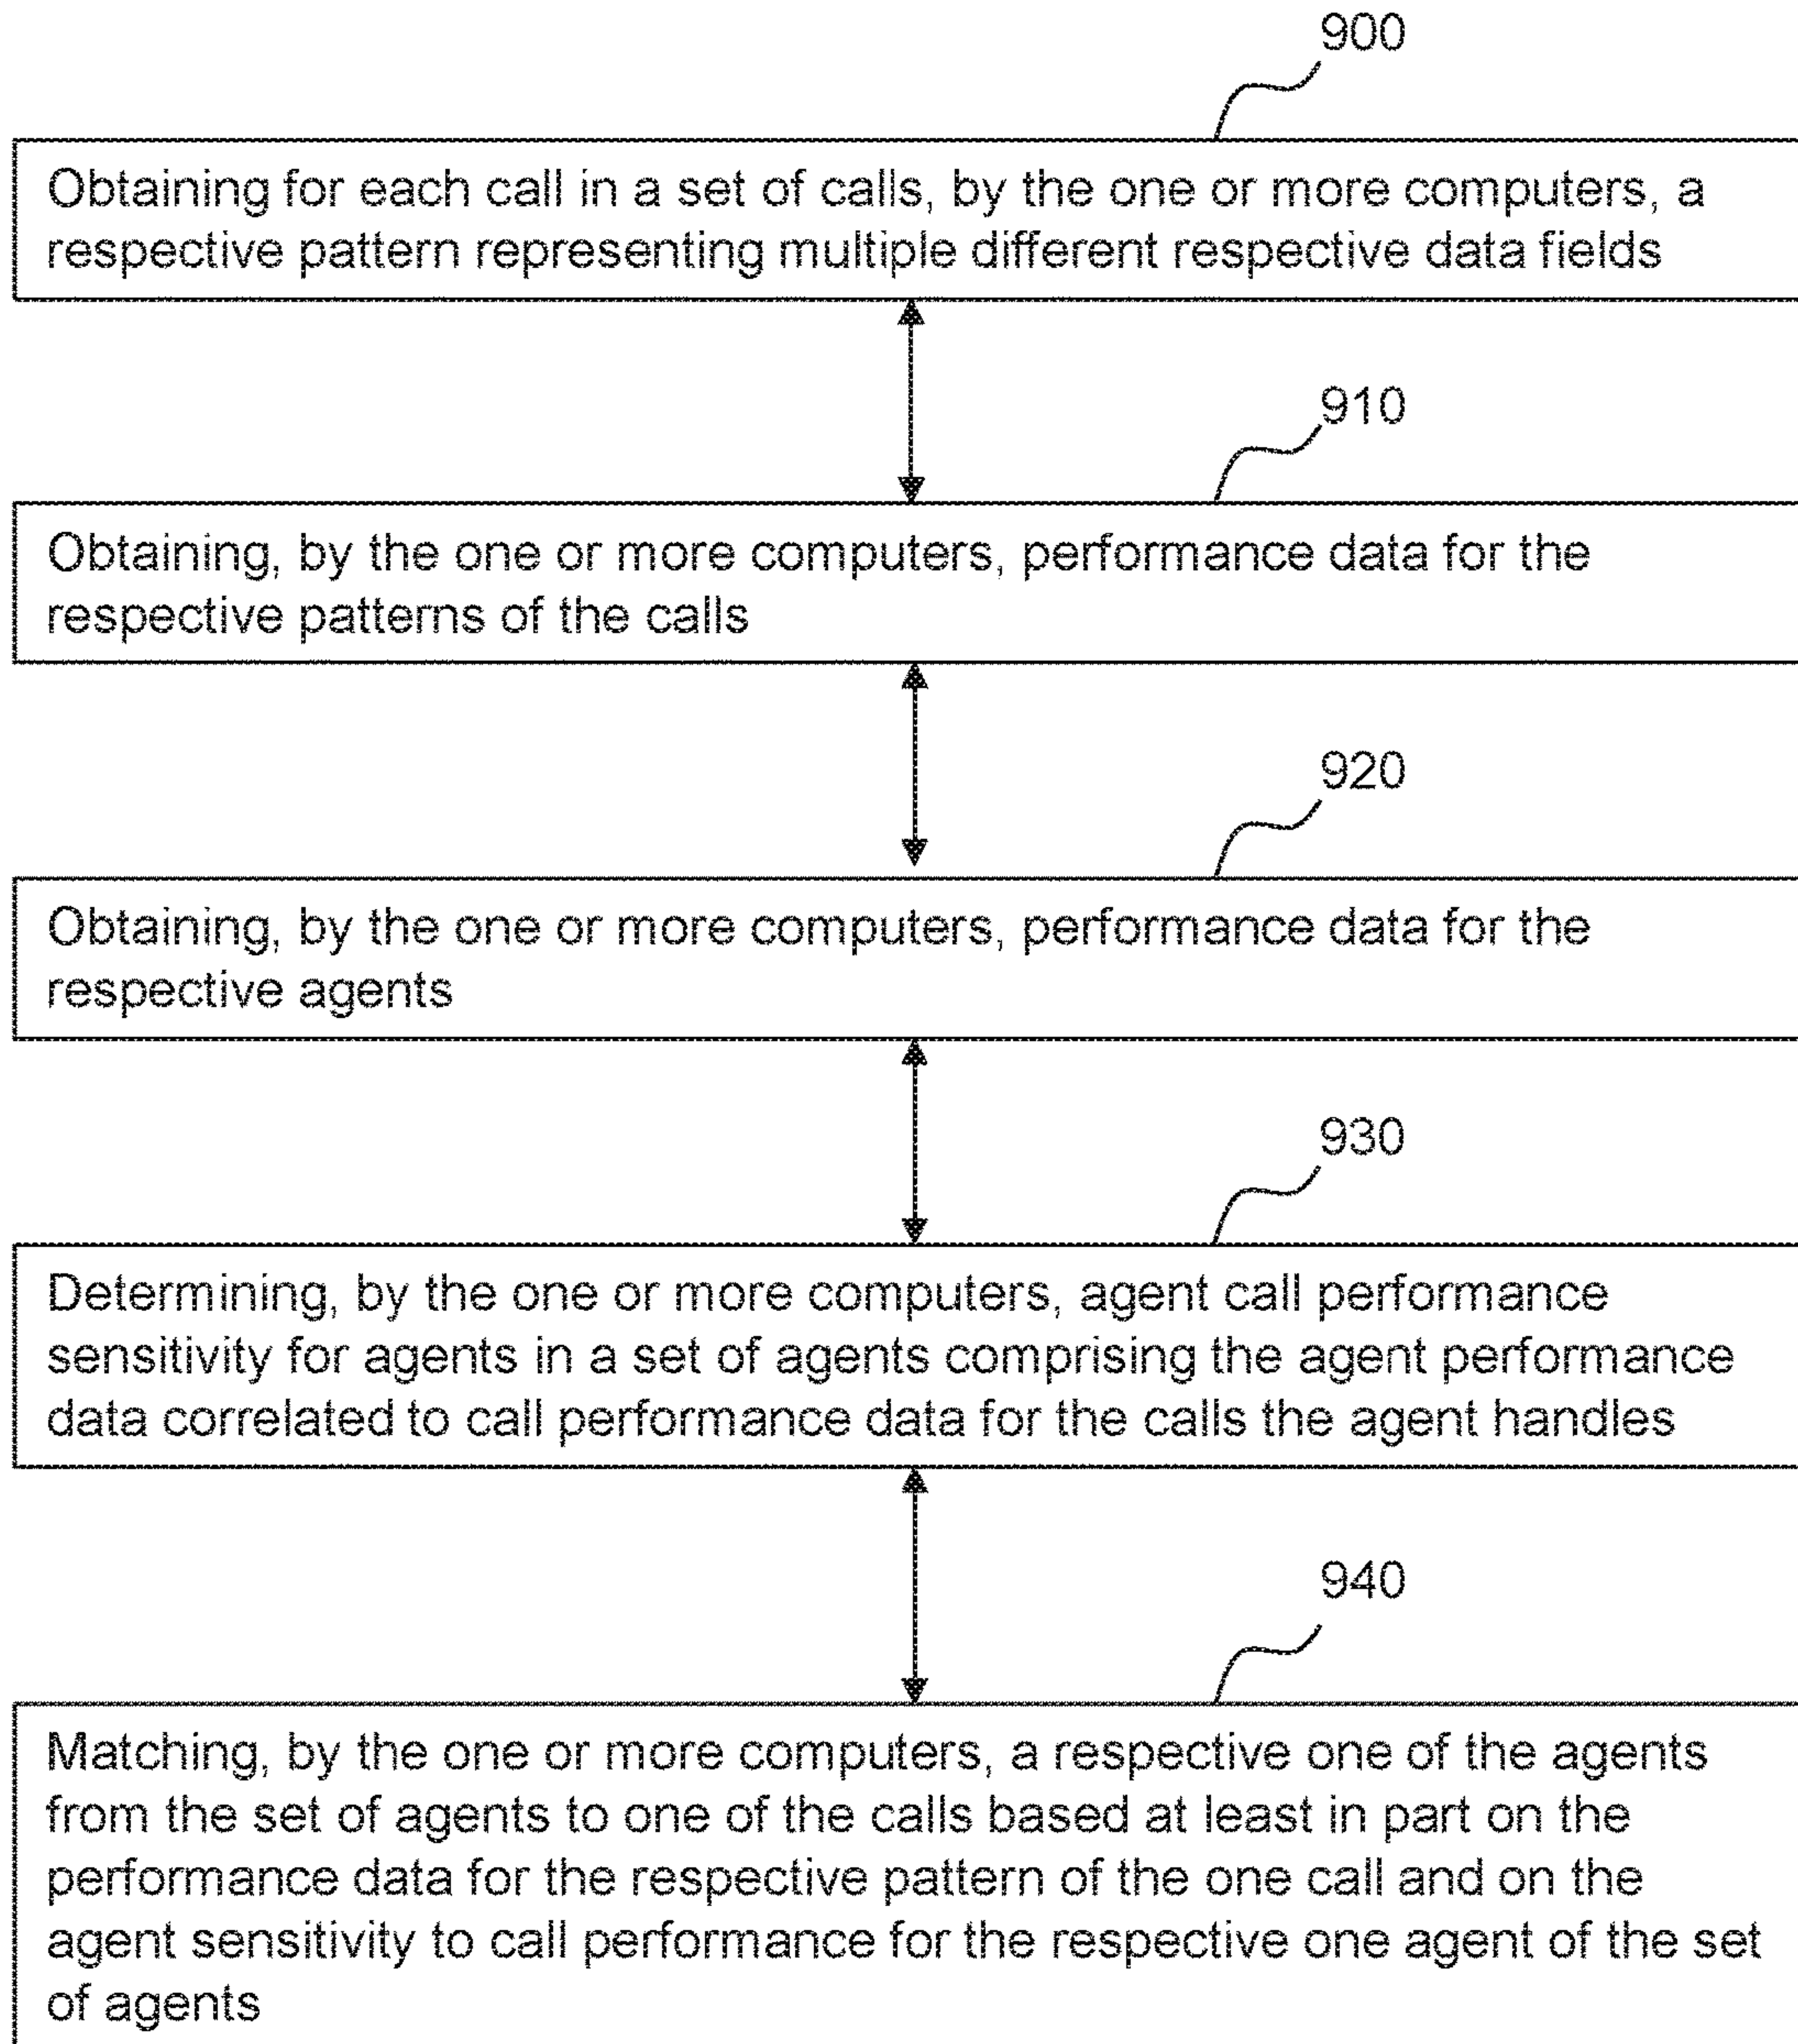 900
Obtaining for each call in a set of calls, by the one or more computers, a
respective pattern representing multiple different respective data fields
910
Obtaining, by the one or more computers, performance data for the
respective patterns of the calls
920
Obtaining, by the one or more computers, performance data for the
respective agents
930
Determining, by the one or more computers, agent call performance
sensitivity for agents in a set of agents comprising the agent performance
data correlated to call performance data for the calls the agent handles
940
Matching, by the one or more computers, a respective one of the agents
from the set of agents to one of the calls based at least in part on the
performance data for the respective pattern of the one call and on the
agent sensitivity to call performance for the respective one agent of the set
of agents